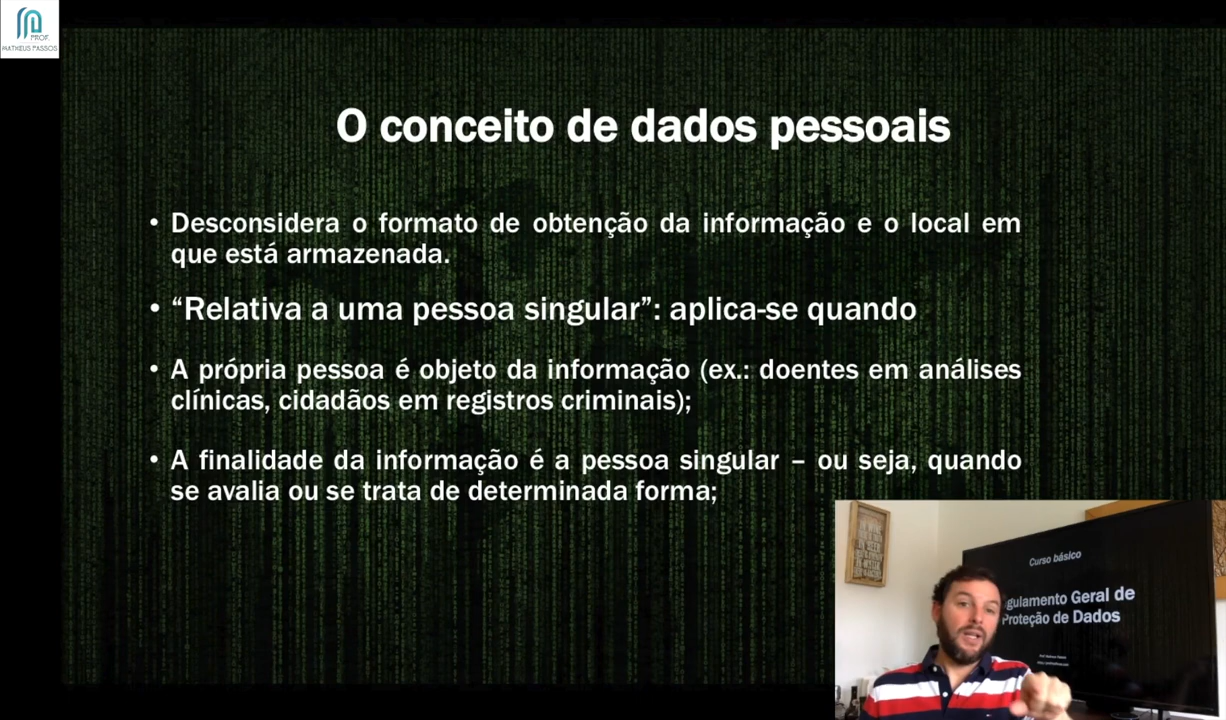 PROF.
MATHEUS PASSOS
O conceito de dados pessoais
• Desconsidera o formato de obtenção da informação e o local em
que está armazenada.
• “Relativa a uma pessoa singular”: aplica-se quando
• A própria pessoa é objeto da informação (ex.: doentes em análises
clínicas, cidadãos em registros criminais);
• A finalidade da informação é a pessoa singular – ou seja, quando
se avalia ou se trata de determinada forma;
Curso básico
gulamento Geral de
Proteção de Dados